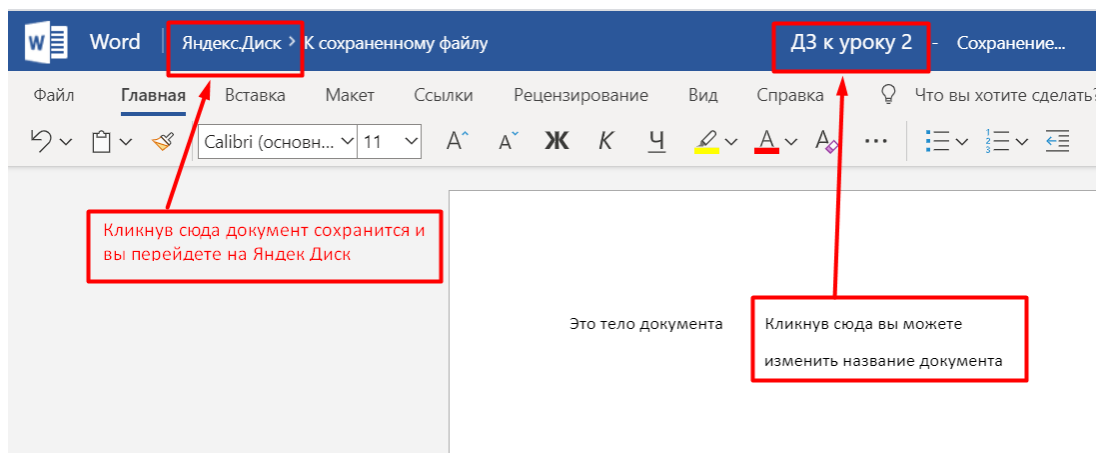 W Word Яндекс.Диск > К сохраненному файлу ДЗ к уроку 2 - Сохранение...
Файл Главная Вставка Макет Ссылки Рецензирование Вид Справка Что вы хотите сделать?
Calibri (основн... 11 A A Ж К Ч A A ...
Кликнув сюда документ сохранится и
вы перейдете на Яндек Диск
Это тело документа
Кликнув сюда вы можете
изменить название документа